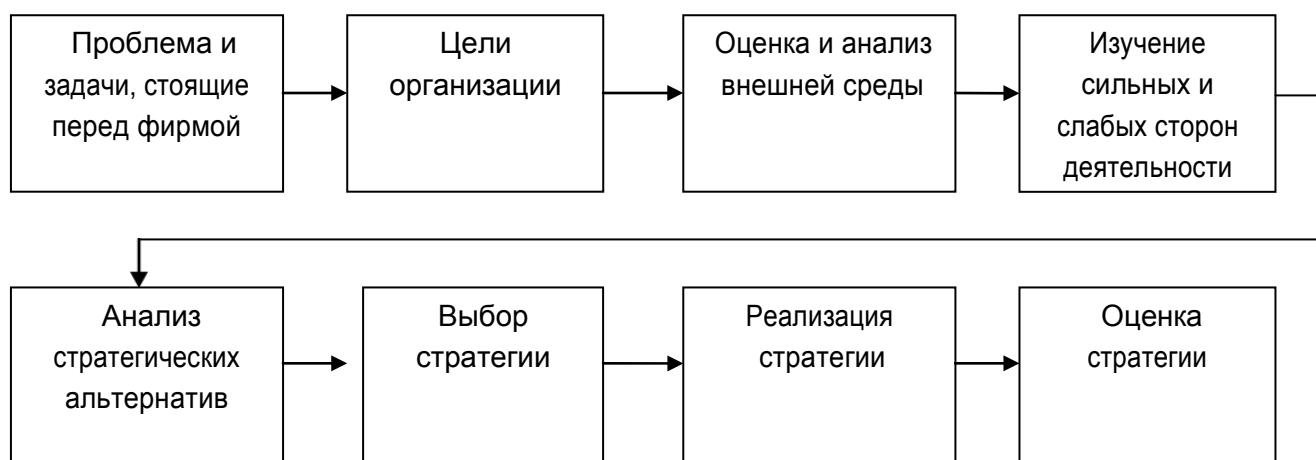 Проблема и
задачи, стоящие
перед фирмой
Цели
организации
Оценка и анализ
внешней среды
Изучение
сильных и
слабых сторон
деятельности
Анализ
стратегических
альтернатив
Выбор
стратегии
Реализация
стратегии
Оценка
стратегии